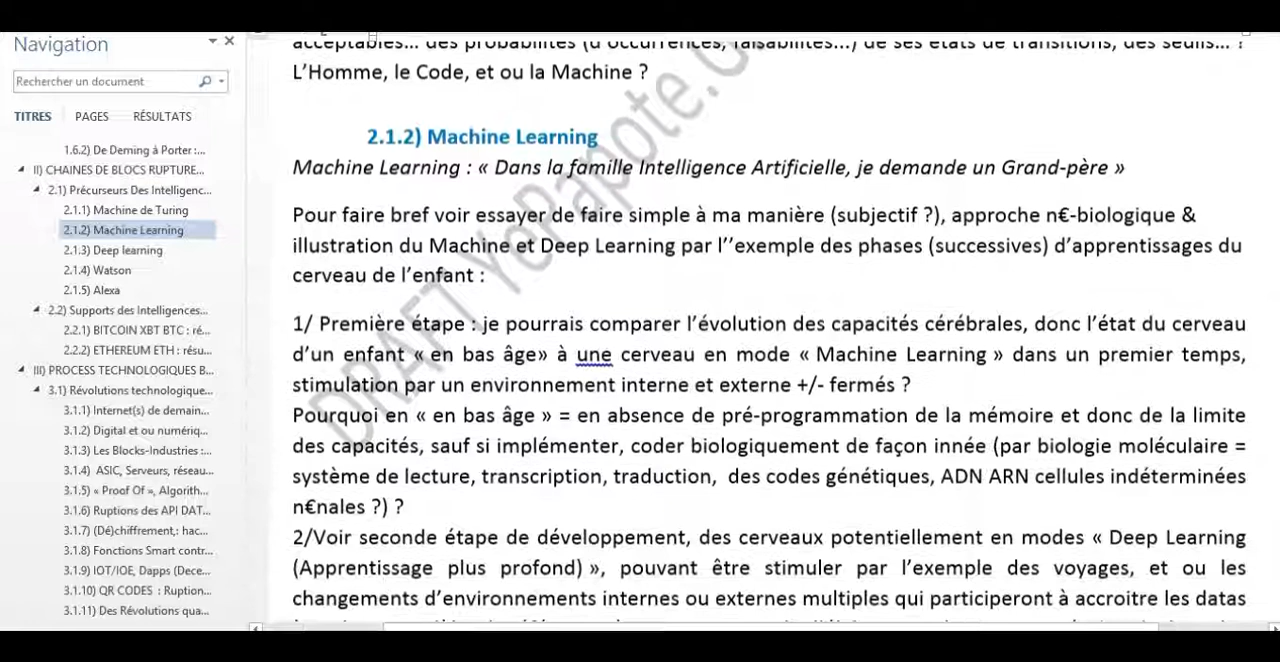 Navigation
Rechercher un document
TITRES PAGES RÉSULTATS
1.6.2) De Deming à Porter :...
II) CHAINES DE BLOCS RUPTURE...
2.1) Précurseurs Des Intelligenc...
2.1.1) Machine de Turing
2.1.2) Machine Learning
2.1.3) Deep learning
2.1.4) Watson
2.1.5) Alexa
2.2) Supports des Intelligences...
2.2.1) BITCOIN XBT BTC : ré...
2.2.2) ETHEREUM ETH : résu...
III) PROCESS TECHNOLOGIQUES B...
3.1) Révolutions technologique...
3.1.1) Internet(s) de demain...
3.1.2) Digital et ou numériq...
3.1.3) Les Blocks-Industries :...
3.1.4) ASIC, Serveurs, réseau...
3.1.5) « Proof Of », Algorith...
3.1.6) Ruptions des API DAT...
3.1.7) (Dé)chiffrement,: hac...
3.1.8) Fonctions Smart contr...
3.1.9) IOT/IOE, Dapps (Dece...
3.1.10) QR CODES : Ruption...
3.1.11) Des Révolutions qua...
acceptables... des probabilités (d'occurrences, faisabilités...) de ses états de transitions, des seuils... ?
L'Homme, le Code, et ou la Machine ?
2.1.2) Machine Learning
Machine Learning : « Dans la famille Intelligence Artificielle, je demande un Grand-père »
Pour faire bref voir essayer de faire simple à ma manière (subjectif ?), approche n€-biologique &
illustration du Machine et Deep Learning par l''exemple des phases (successives) d'apprentissages du
cerveau de l'enfant :
1/ Première étape : je pourrais comparer l'évolution des capacités cérébrales, donc l'état du cerveau
d'un enfant « en bas âge» à une cerveau en mode « Machine Learning » dans un premier temps,
stimulation par un environnement interne et externe +/- fermés ?
Pourquoi en « en bas âge » = en absence de pré-programmation de la mémoire et donc de la limite
des capacités, sauf si implémenter, coder biologiquement de façon innée (par biologie moléculaire =
système de lecture, transcription, traduction, des codes génétiques, ADN ARN cellules indéterminées
n€nales ?) ?
2/Voir seconde étape de développement, des cerveaux potentiellement en modes « Deep Learning
(Apprentissage plus profond) », pouvant être stimuler par l'exemple des voyages, et ou les
changements d'environnements internes ou externes multiples qui participeront à accroitre les datas
DRAFT YePapote.